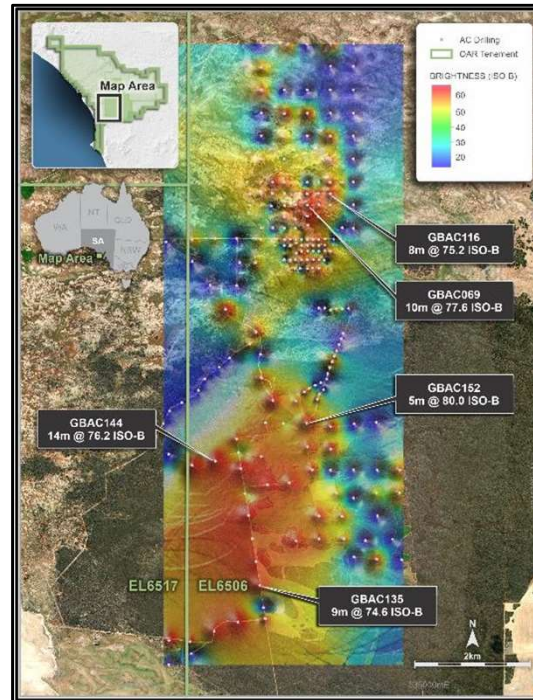 AC Drilling
OAR Tenement
BRIGHTNESS (ISO B)
60
50
40
30
20
Map Area
NT
QLD
WA
SA
NSW
Map Area
GBAC116
8m @ 75.2 ISO-B
GBAC069
10m @ 77.6 ISO-B
GBAC152
5m @ 80.0 ISO-B
GBAC144
14m @ 76.2 ISO-B
EL6517
EL6506
GBAC135
9m @ 74.6 ISO-B
N
2km